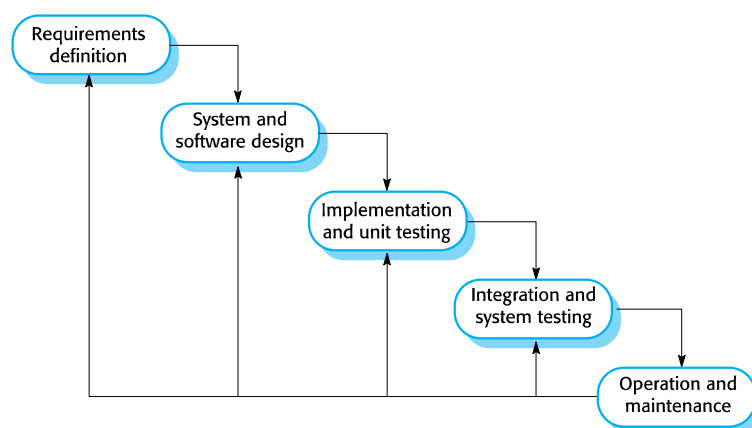 Requirements
definition
System and
software design
Implementation
and unit testing
Integration and
system testing
Operation and
maintenance